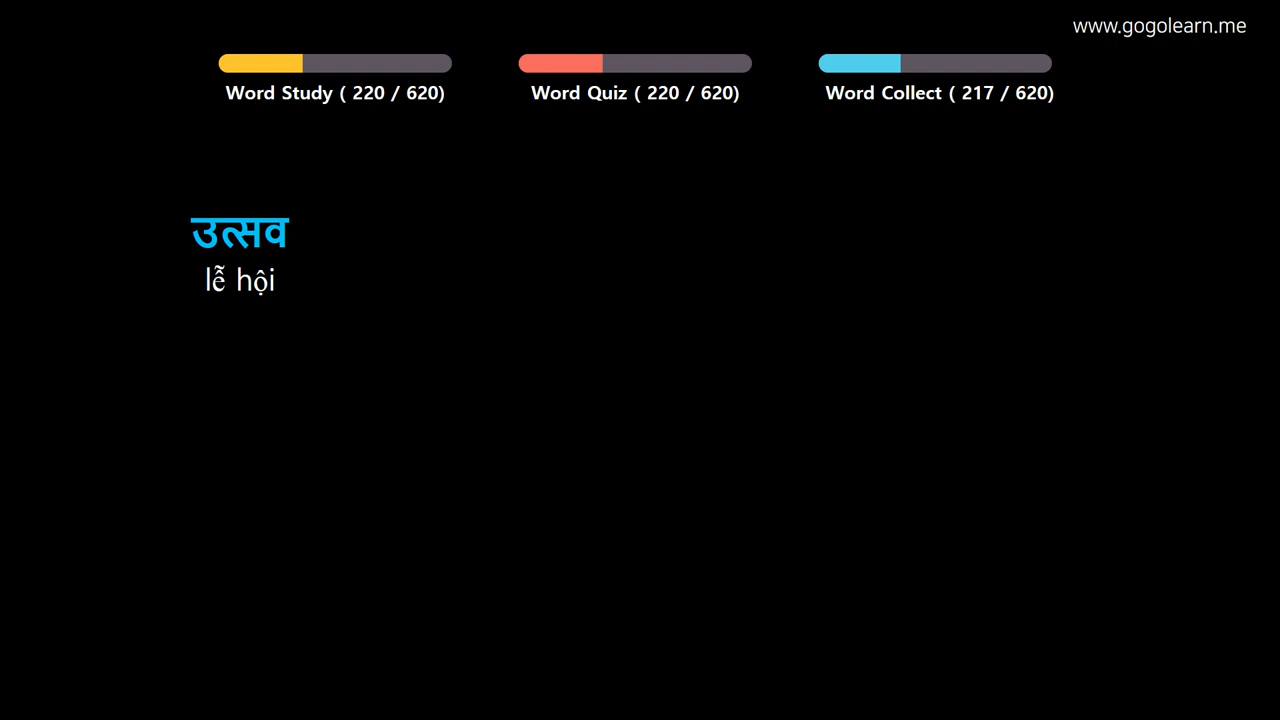 www.gogolearn.me
Word Study ( 220 / 620)
Word Quiz ( 220 / 620)
Word Collect ( 217 / 620)
उत्सव
lễ hội